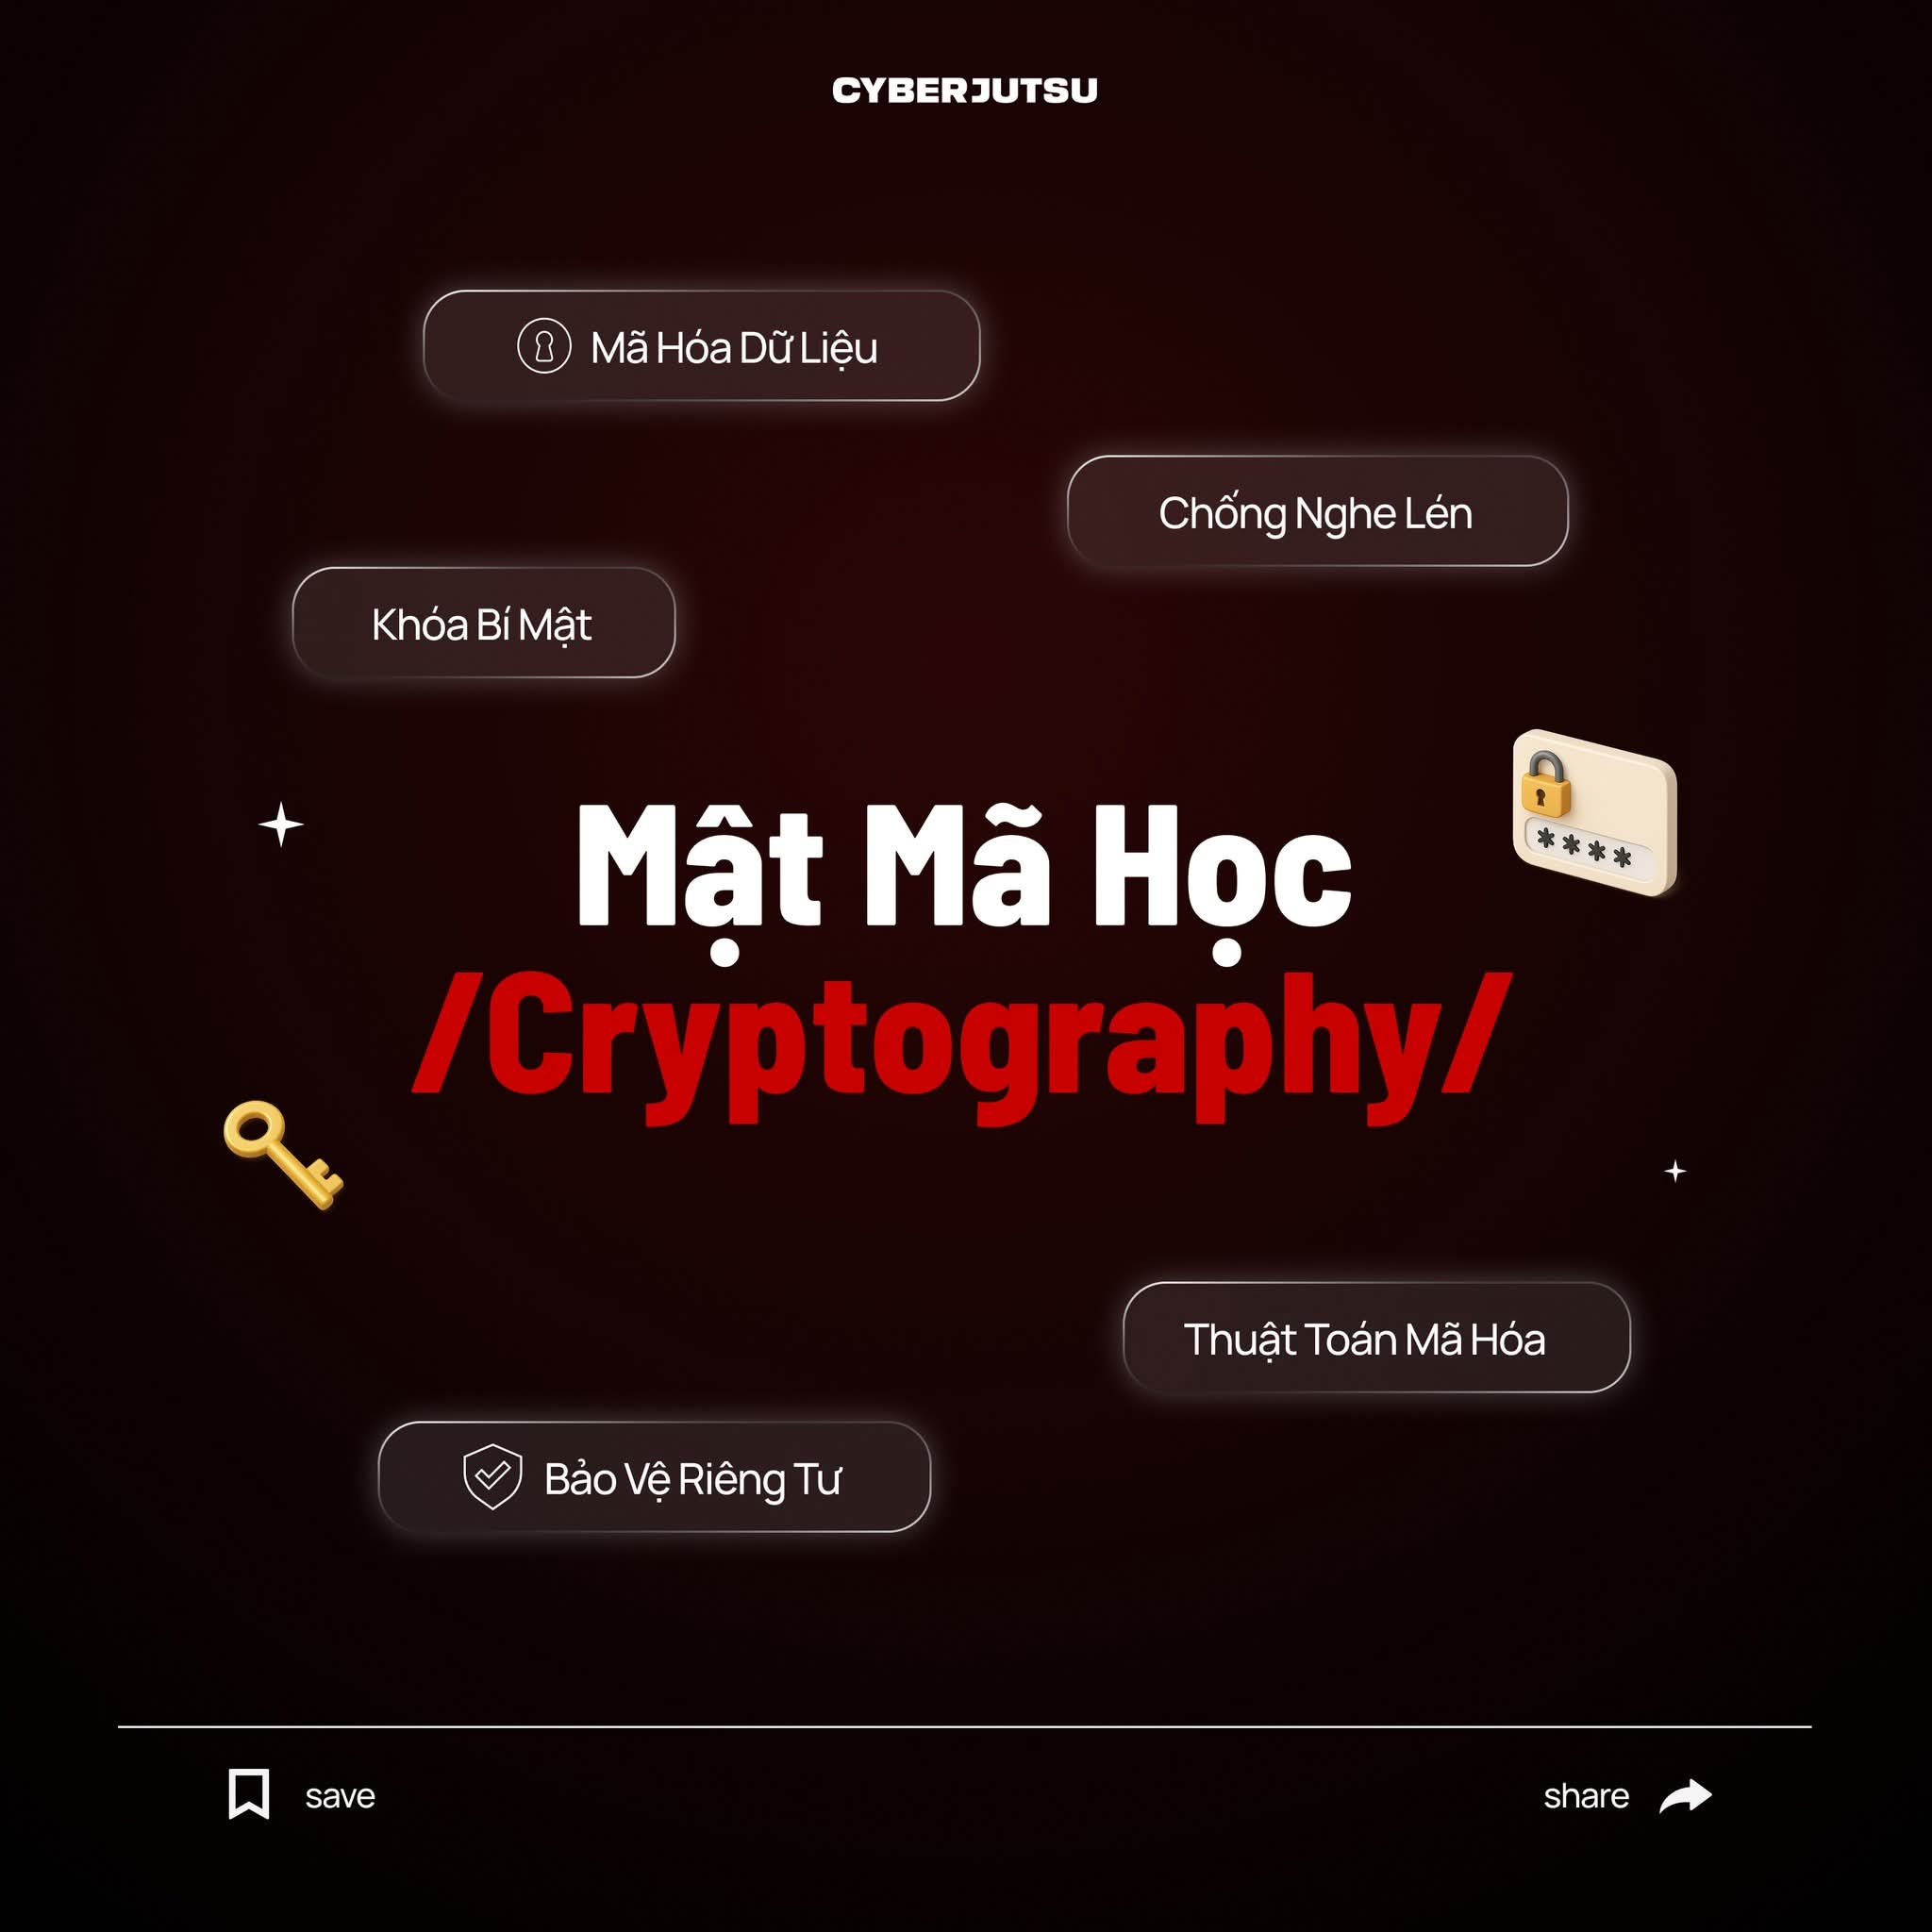 CYBERJUTSU
Mã Hóa Dữ Liệu
Chống Nghe Lén
Khóa Bí Mật
Mật Mã Học
/Cryptography/
Thuật Toán Mã Hóa
Bảo Vệ Riêng Tư
save
share